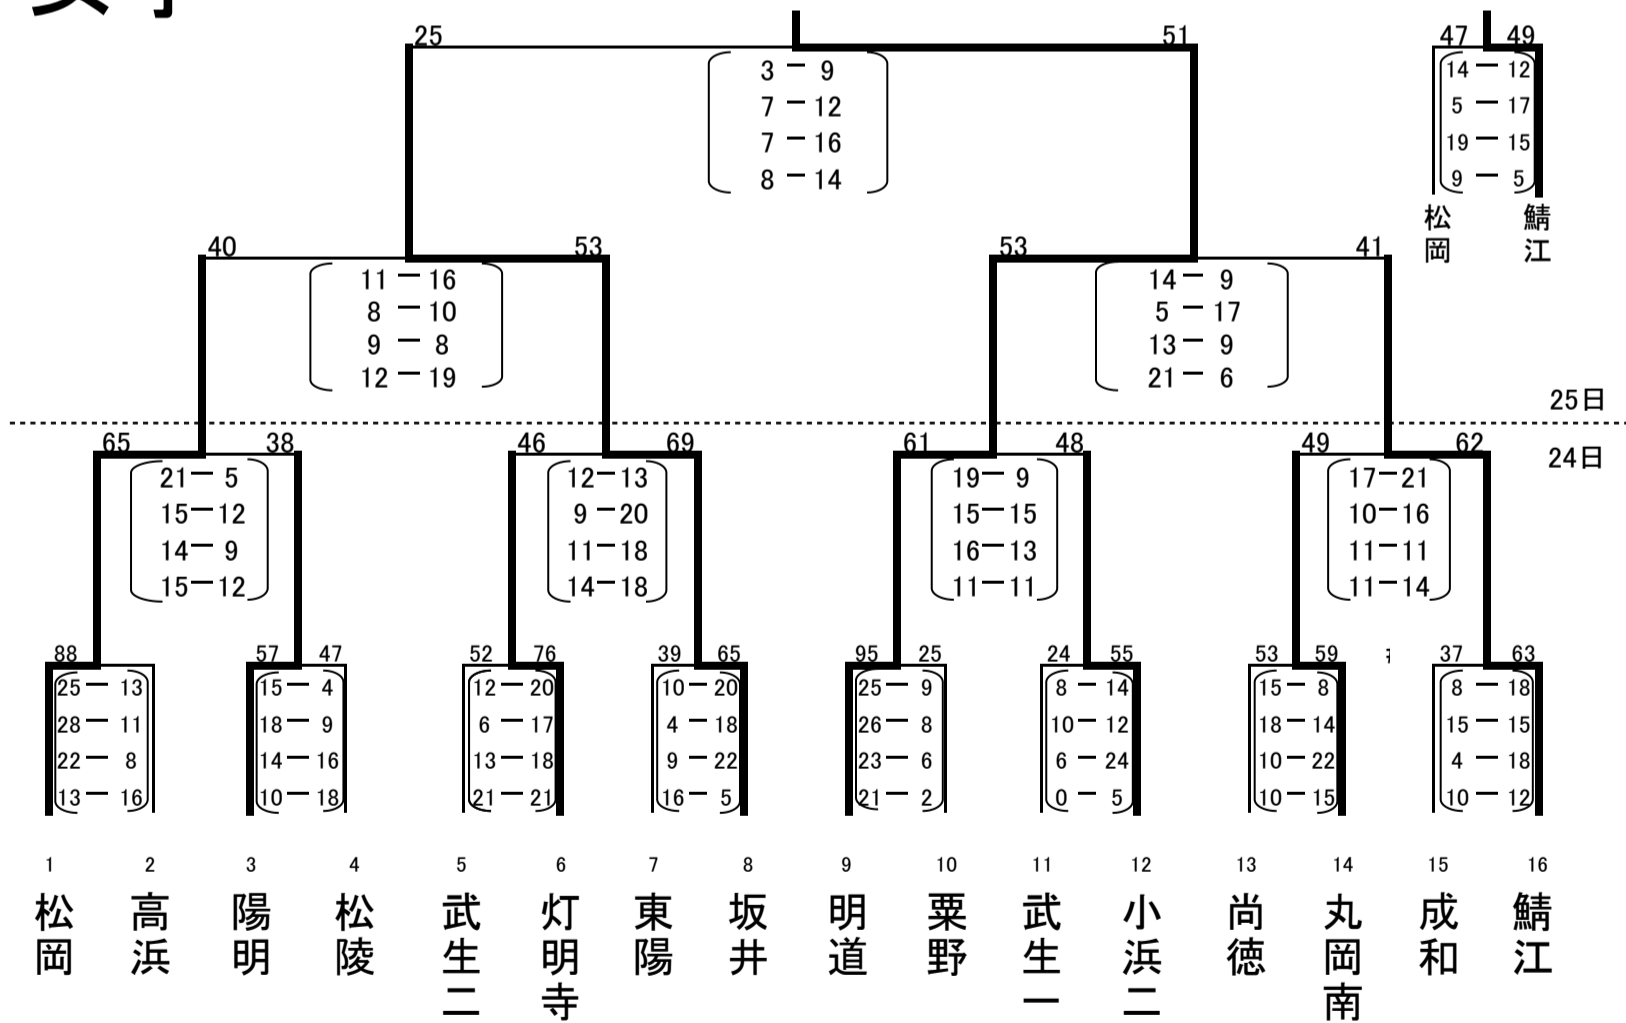 女子
25 51 47 49
3 － 9 14 － 12
7 － 12 5 － 17
7 － 16 19 － 15
8 － 14 9 － 5
松岡 鯖江
40 53 53 41
11 － 16 14 － 9
8 － 10 5 － 17
9 － 8 13 － 9
12 － 19 21 － 6
25日
65 38 46 69 61 48 49 62
24日
21 － 5 12 － 13 19 － 9 17 － 21
15 － 12 9 － 20 15 － 15 10 － 16
14 － 9 11 － 18 16 － 13 11 － 11
15 － 12 14 － 18 11 － 11 11 － 14
88 57 47 52 76 39 65 95 25 24 55 53 59 37 63
25 － 13 15 － 4 12 － 20 10 － 20 25 － 9 8 － 14 15 － 8 8 － 18
28 － 11 18 － 9 6 － 17 4 － 18 26 － 8 10 － 12 18 － 14 15 － 15
22 － 8 14 － 16 13 － 18 9 － 22 23 － 6 6 － 24 10 － 22 4 － 18
13 － 16 10 － 18 21 － 21 16 － 5 21 － 2 0 － 5 10 － 15 10 － 12
1 2 3 4 5 6 7 8 9 10 11 12 13 14 15 16
松岡 高浜 陽明 松陵 武生二 灯明寺 東陽 坂井 明道 粟野 武生一 小浜二 尚徳 丸岡南 成和 鯖江